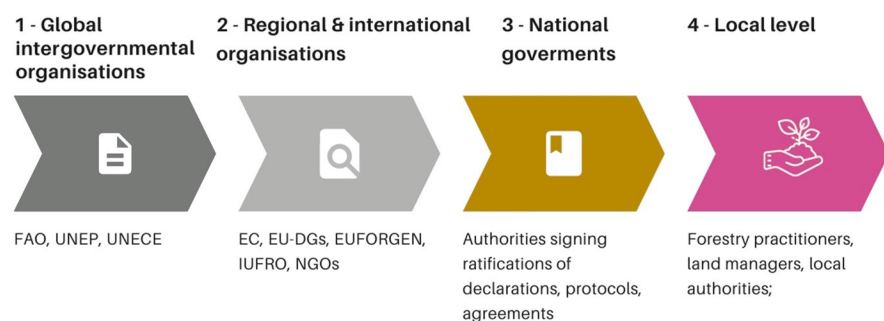 1 - Global
intergovernmental
organisations
2 - Regional & international
organisations
3 - National
goverments
4 - Local level
FAO, UNEP, UNECE
EC, EU-DGs, EUFORGEN,
IUFRO, NGOs
Authorities signing
ratifications of
declarations, protocols,
agreements
Forestry practitioners,
land managers, local
authorities;